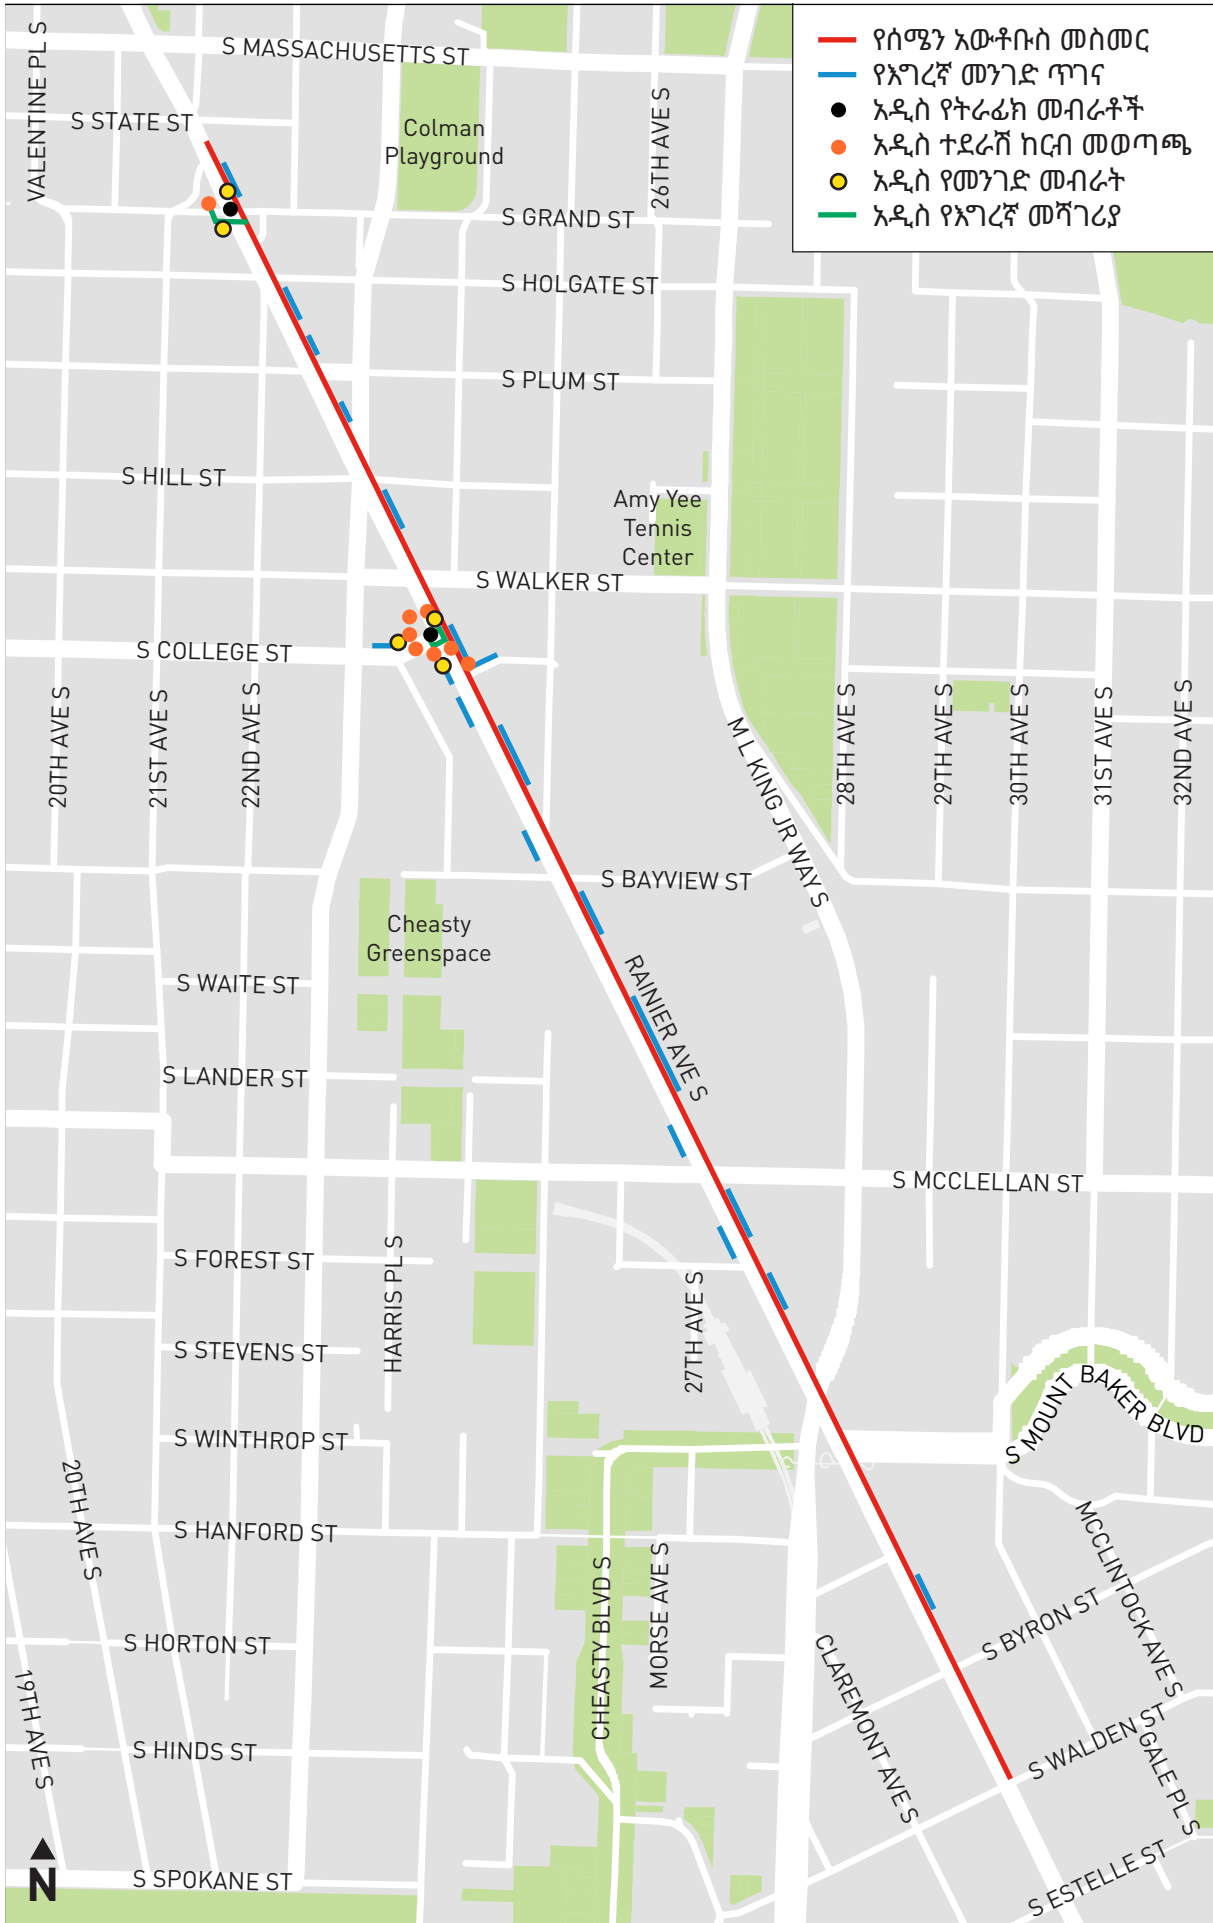 የሰሜን አውቶቡስ መስመር
የእግረኛ መንገድ ጥገና
አዲስ የትራፊክ መብራቶች
አዲስ ተደራሽ ከርብ መወጣጫ
አዲስ የመንገድ መብራት
አዲስ የእግረኛ መሻገሪያ
VALENTINE PL S
S MASSACHUSETTS ST
S STATE ST
Colman
Playground
26TH AVE S
S GRAND ST
S HOLGATE ST
S PLUM ST
S HILL ST
Amy Yee
Tennis
Center
S WALKER ST
S COLLEGE ST
20TH AVE S
21ST AVE S
22ND AVE S
M L KING JR WAY S
28TH AVE S
29TH AVE S
30TH AVE S
31ST AVE S
32ND AVE S
S BAYVIEW ST
Cheasty
Greenspace
S WAITE ST
RAINIER AVE S
S LANDER ST
S MCCLELLAN ST
S FOREST ST
HARRIS PL S
27TH AVE S
S STEVENS ST
S MOUNT BAKER BLVD
S WINTHROP ST
20TH AVE S
S HANFORD ST
CHEASTY BLVD S
MORSE AVE S
MCCLINTOCK AVE S
S BYRON ST
S HORTON ST
19TH AVE S
CLAREMONT AVE S
S WALDEN ST
GALE PL S
S HINDS ST
S ESTELLE ST
S SPOKANE ST
N